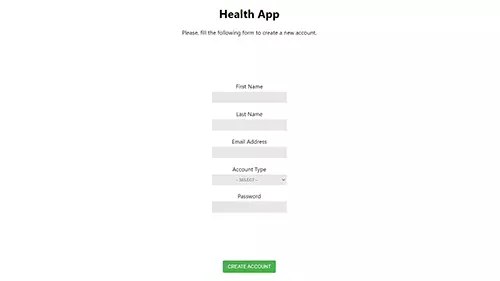 Health App
Please, fill the following form to create a new account.
First Name
Last Name
Email Address
Account Type
- SELECT -
Password
CREATE ACCOUNT